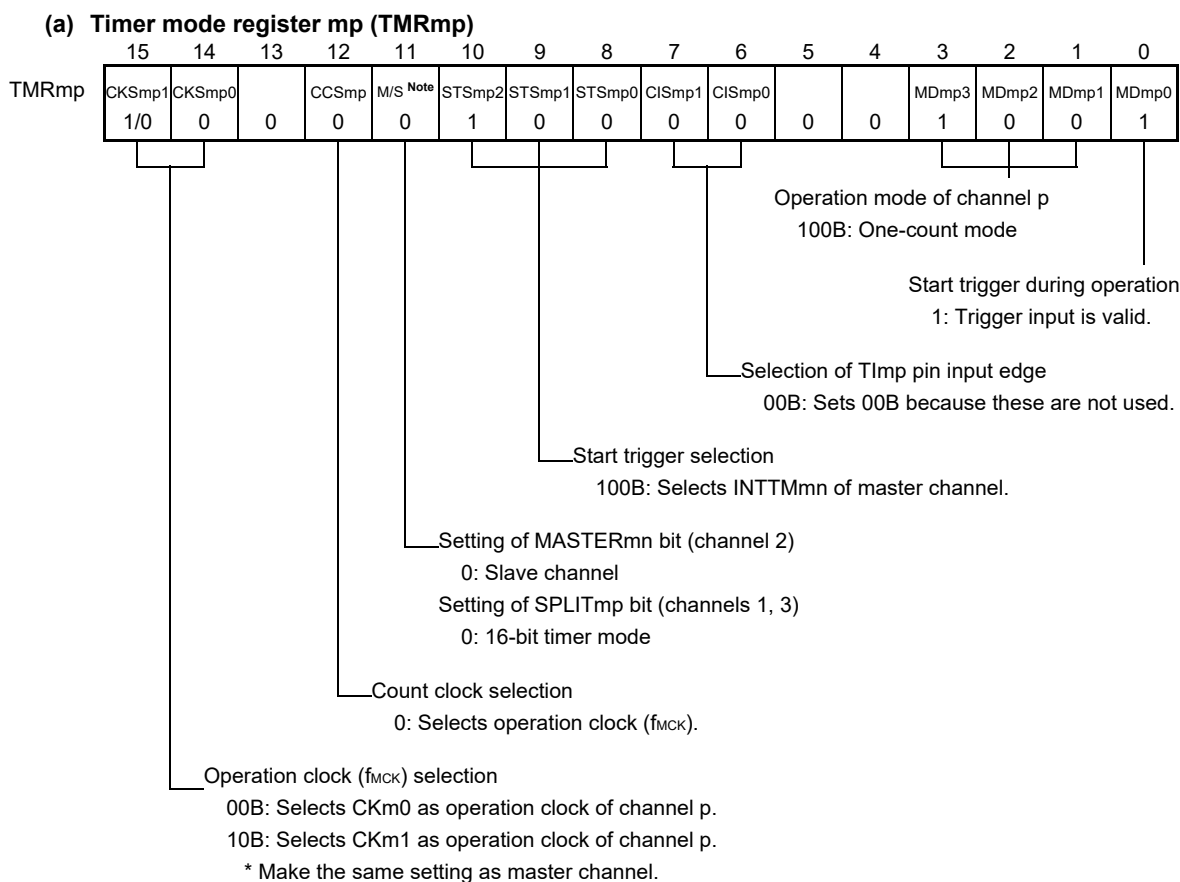 (a) Timer mode register mp (TMRmp)
15 14 13 12 11 10 9 8 7 6 5 4 3 2 1 0
TMRmp CKSmp1 CKSmp0 CCSmp M/S Note STSmp2 STSmp1 STSmp0 CISmp1 CISmp0 MDmp3 MDmp2 MDmp1 MDmp0
1/0 0 0 0 0 1 0 0 0 0 0 0 1 0 0 1
Operation mode of channel p
100B: One-count mode
Start trigger during operation
1: Trigger input is valid.
Selection of TImp pin input edge
00B: Sets 00B because these are not used.
Start trigger selection
100B: Selects INTTMmn of master channel.
Setting of MASTERmn bit (channel 2)
0: Slave channel
Setting of SPLITmp bit (channels 1, 3)
0: 16-bit timer mode
Count clock selection
0: Selects operation clock (fMCK).
Operation clock (fMCK) selection
00B: Selects CKm0 as operation clock of channel p.
10B: Selects CKm1 as operation clock of channel p.
* Make the same setting as master channel.